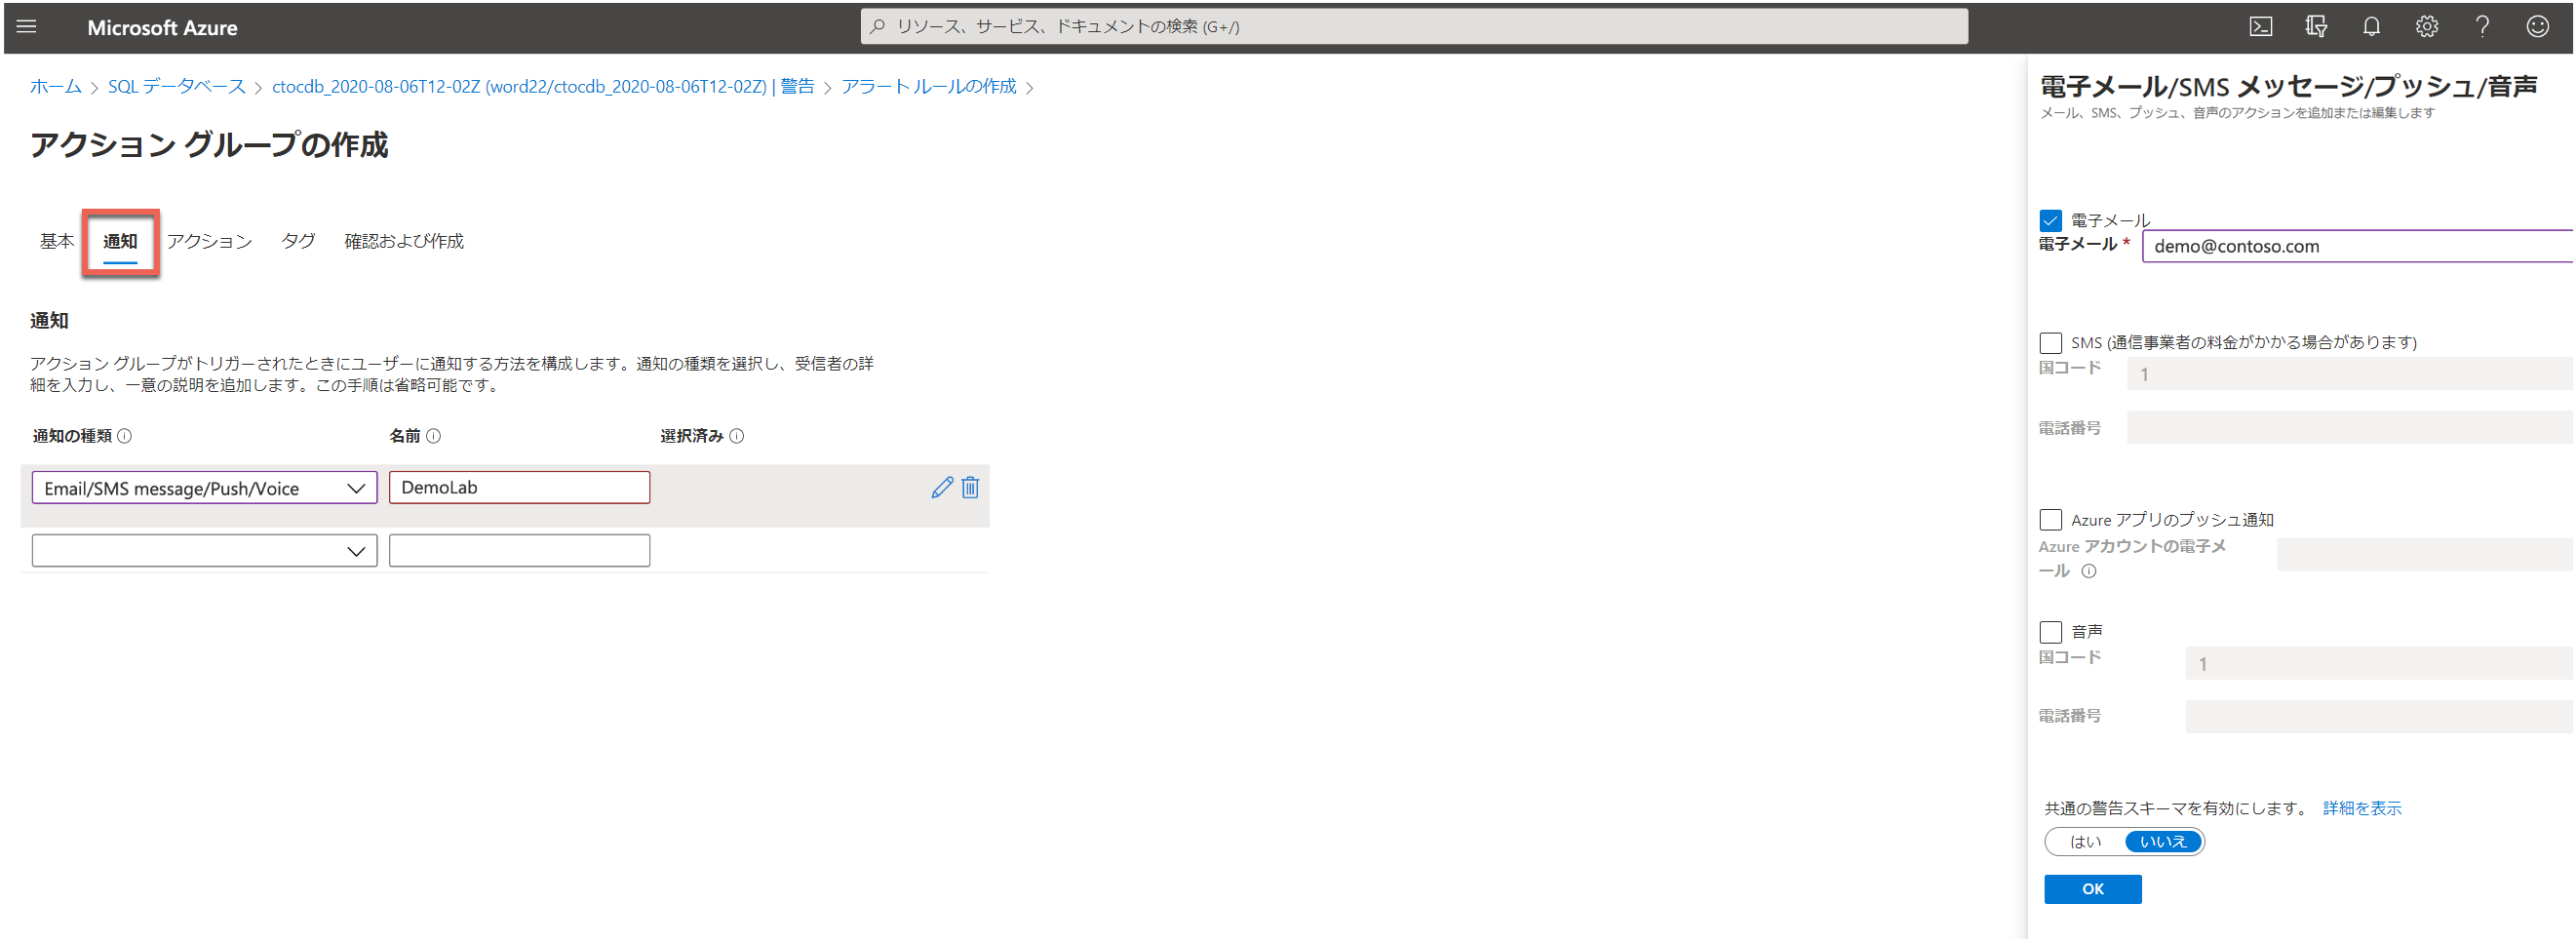 Microsoft Azure
リソース、サービス、ドキュメントの検索 (G+/)
ホーム > SQL データベース > ctocdb_2020-08-06T12-02Z (word22/ctocdb_2020-08-06T12-02Z) | 警告 > アラート ルールの作成 >
アクション グループの作成
基本 通知 アクション タグ 確認および作成
通知
アクション グループがトリガーされたときにユーザーに通知する方法を構成します。通知の種類を選択し、受信者の詳
細を入力し、一意の説明を追加します。この手順は省略可能です。
通知の種類 名前 選択済み
Email/SMS message/Push/Voice DemoLab
電子メール/SMS メッセージ/プッシュ/音声
メール、SMS、プッシュ、音声のアクションを追加または編集します
電子メール
電子メール * demo@contoso.com
SMS (通信事業者の料金がかかる場合があります)
国コード 1
電話番号
Azure アプリのプッシュ通知
Azure アカウントの電子メ
ール
音声
国コード 1
電話番号
共通の警告スキーマを有効にします。 詳細を表示
はい いいえ
OK